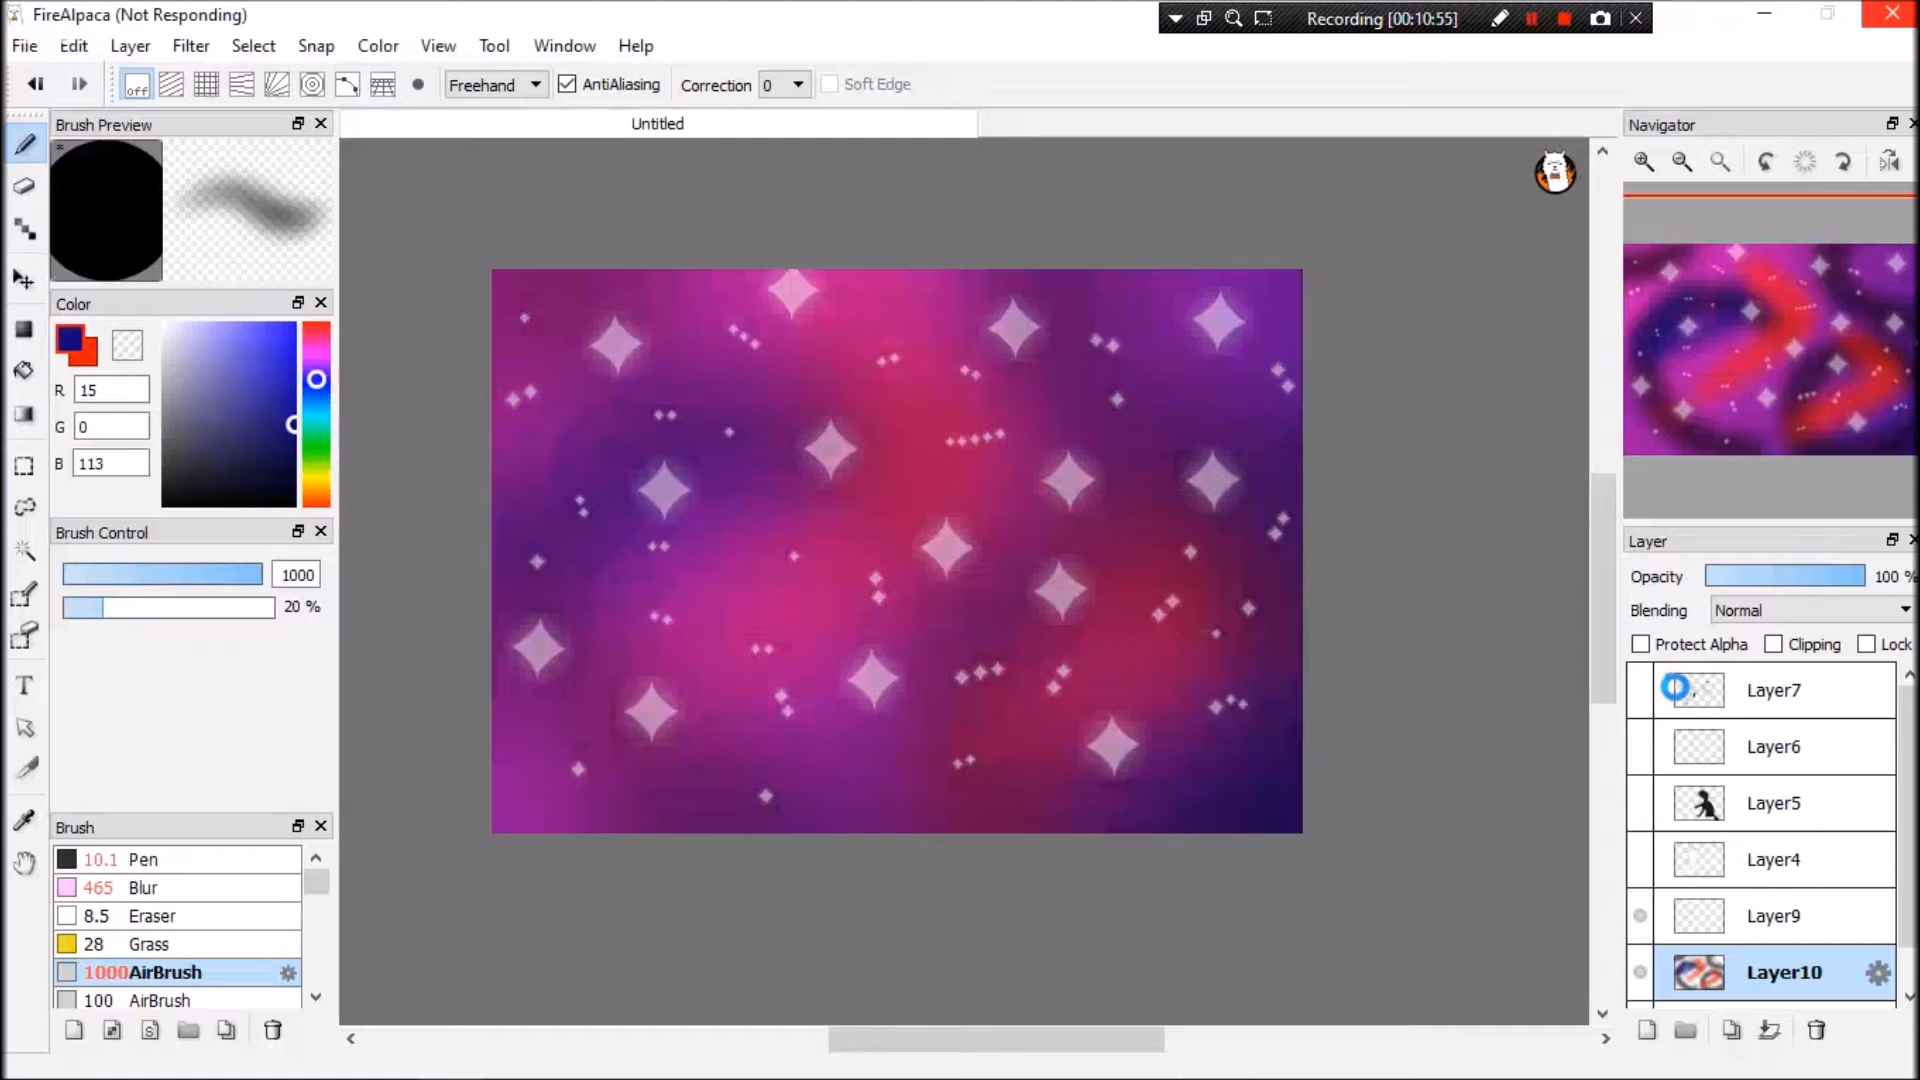 FireAlpaca (Not Responding)
Recording [00:10:55]
File Edit Layer Filter Select Snap Color View Tool Window Help
off Freehand AntiAliasing Correction 0 Soft Edge
Brush Preview
Untitled
Navigator
Color
R 15
G 0
B 113
Brush Control
1000
20 %
Layer
Opacity 100 %
Blending Normal
Protect Alpha Clipping Lock
Layer7
Layer6
Layer5
Layer4
Layer9
Layer10
Brush
10.1 Pen
465 Blur
8.5 Eraser
28 Grass
1000 AirBrush
100 AirBrush
T